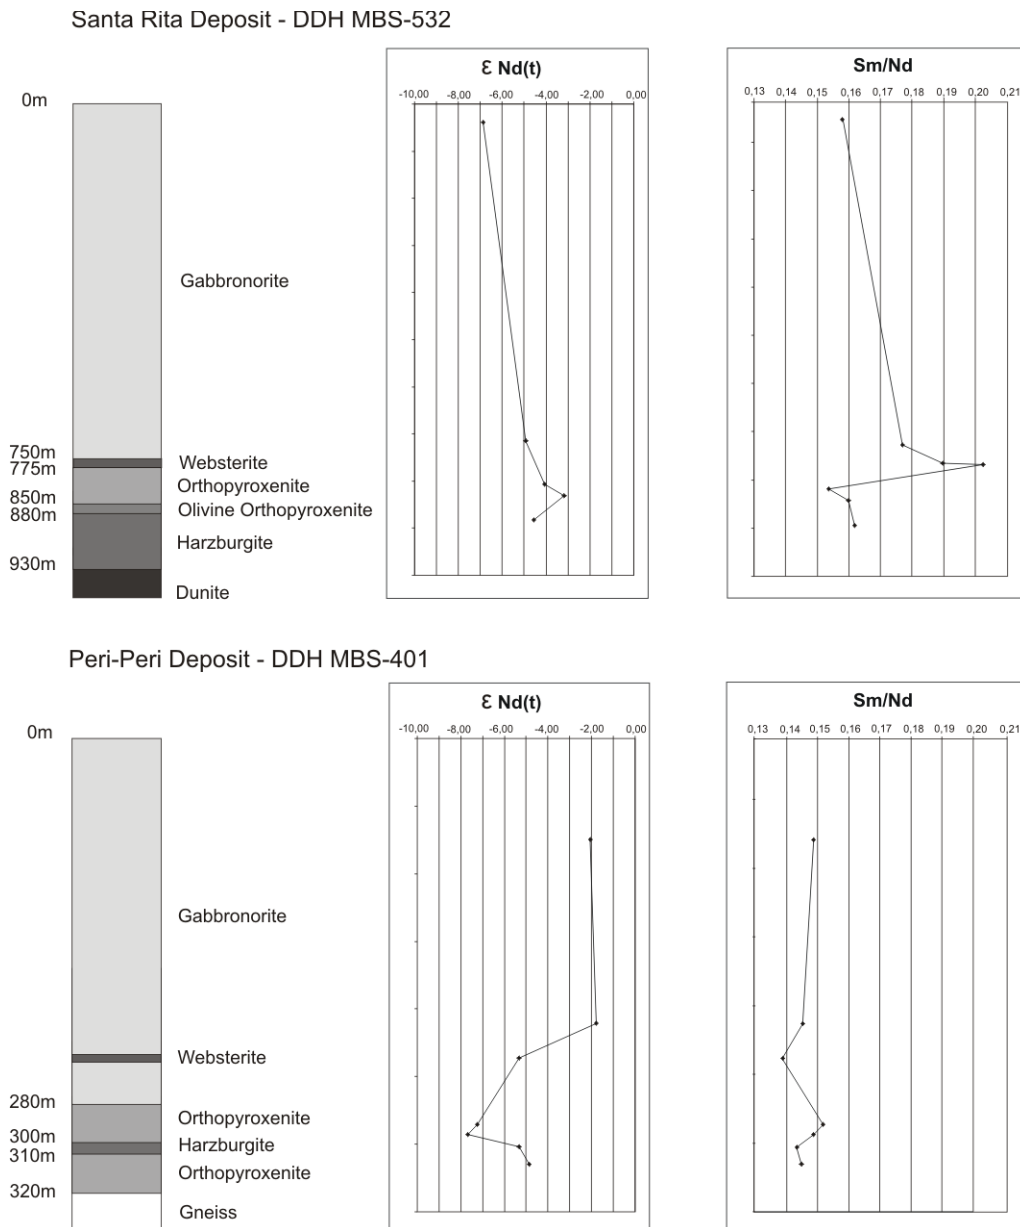 Santa Rita Deposit - DDH MBS-532
ε Nd(t)
-10,00 -8,00 -6,00 -4,00 -2,00 0,00
Sm/Nd
0,13 0,14 0,15 0,16 0,17 0,18 0,19 0,20 0,21
0m
Gabbronorite
750m
Websterite
775m
Orthopyroxenite
850m
Olivine Orthopyroxenite
880m
Harzburgite
930m
Dunite
Peri-Peri Deposit - DDH MBS-401
ε Nd(t)
-10,00 -8,00 -6,00 -4,00 -2,00 0,00
Sm/Nd
0,13 0,14 0,15 0,16 0,17 0,18 0,19 0,20 0,21
0m
Gabbronorite
Websterite
280m
Orthopyroxenite
300m
Harzburgite
310m
Orthopyroxenite
320m
Gneiss